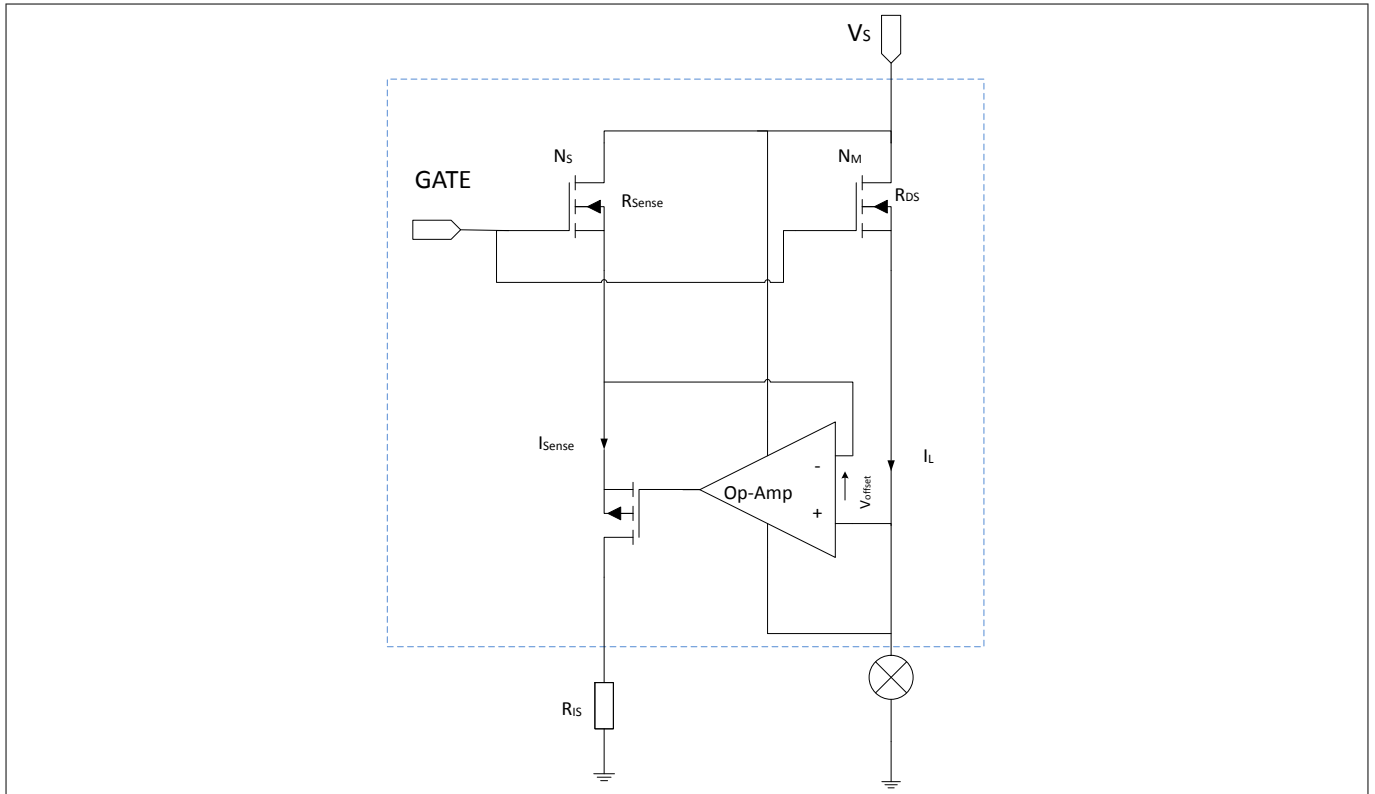 VS
NS
NM
GATE
RSense
RDS
ISense
-
Op-Amp
+
Voffset
IL
RIS